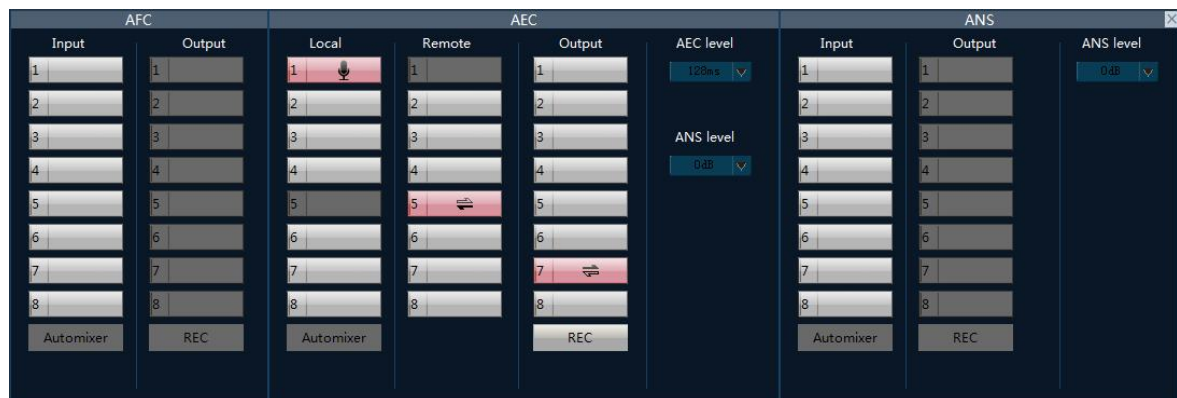 AFC AEC ANS
Input Output Local Remote Output AEC level Input Output ANS level
1 1 1 1 1 128ms 1 1 0dB
2 2 2 2 2 2 2
3 3 3 3 3 ANS level 3 3
4 4 4 4 4 0dB 4 4
5 5 5 5 5 5 5
6 6 6 6 6 6 6
7 7 7 7 7 7 7
8 8 8 8 8 8 8
Automixer REC Automixer REC Automixer REC